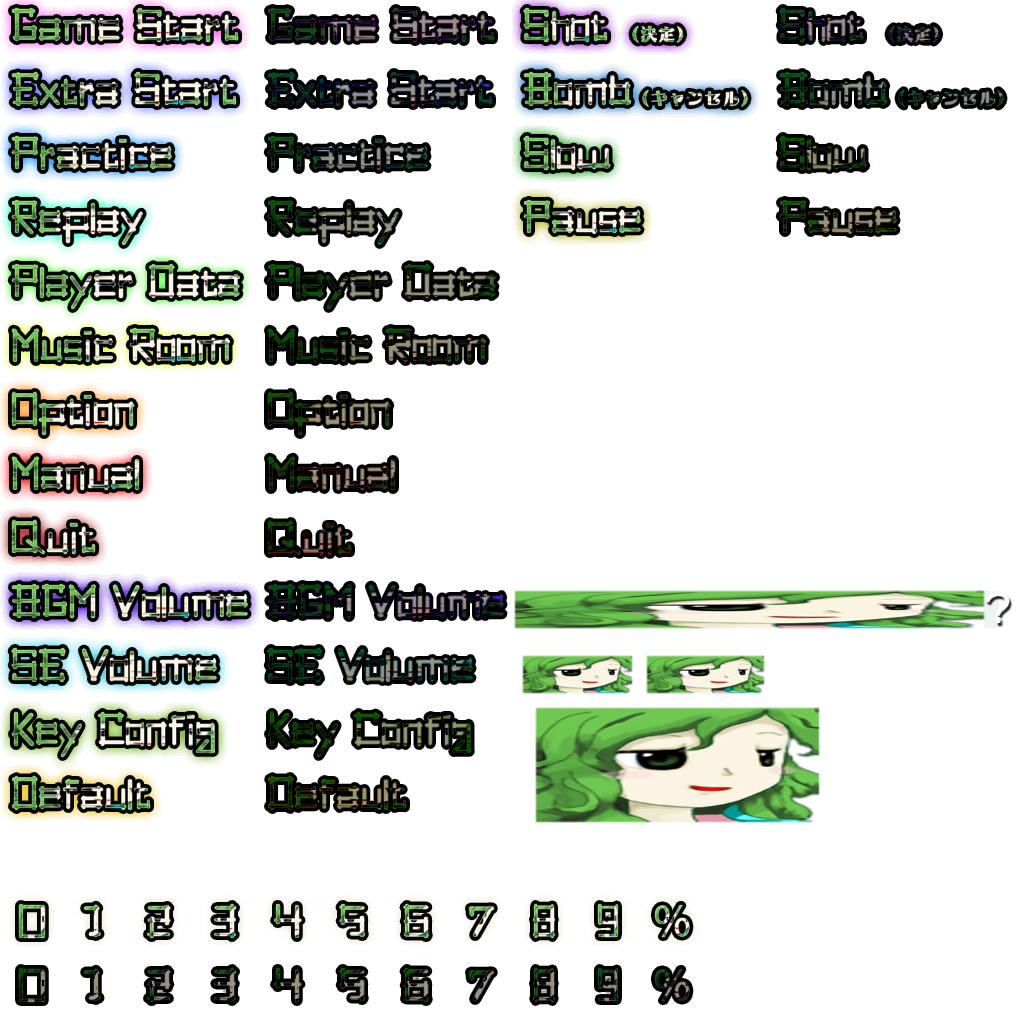 Game Start Game Start Shot (決定) Shot (決定)
Extra Start Extra Start Bomb (キャンセル) Bomb (キャンセル)
Practice Practice Slow Slow
Replay Replay Pause Pause
Player Data Player Data
Music Room Music Room
Option Option
Manual Manual
Quit Quit
BGM Volume BGM Volume ?
SE Volume SE Volume
Key Config Key Config
Default Default
0 1 2 3 4 5 6 7 8 9 %
0 1 2 3 4 5 6 7 8 9 %